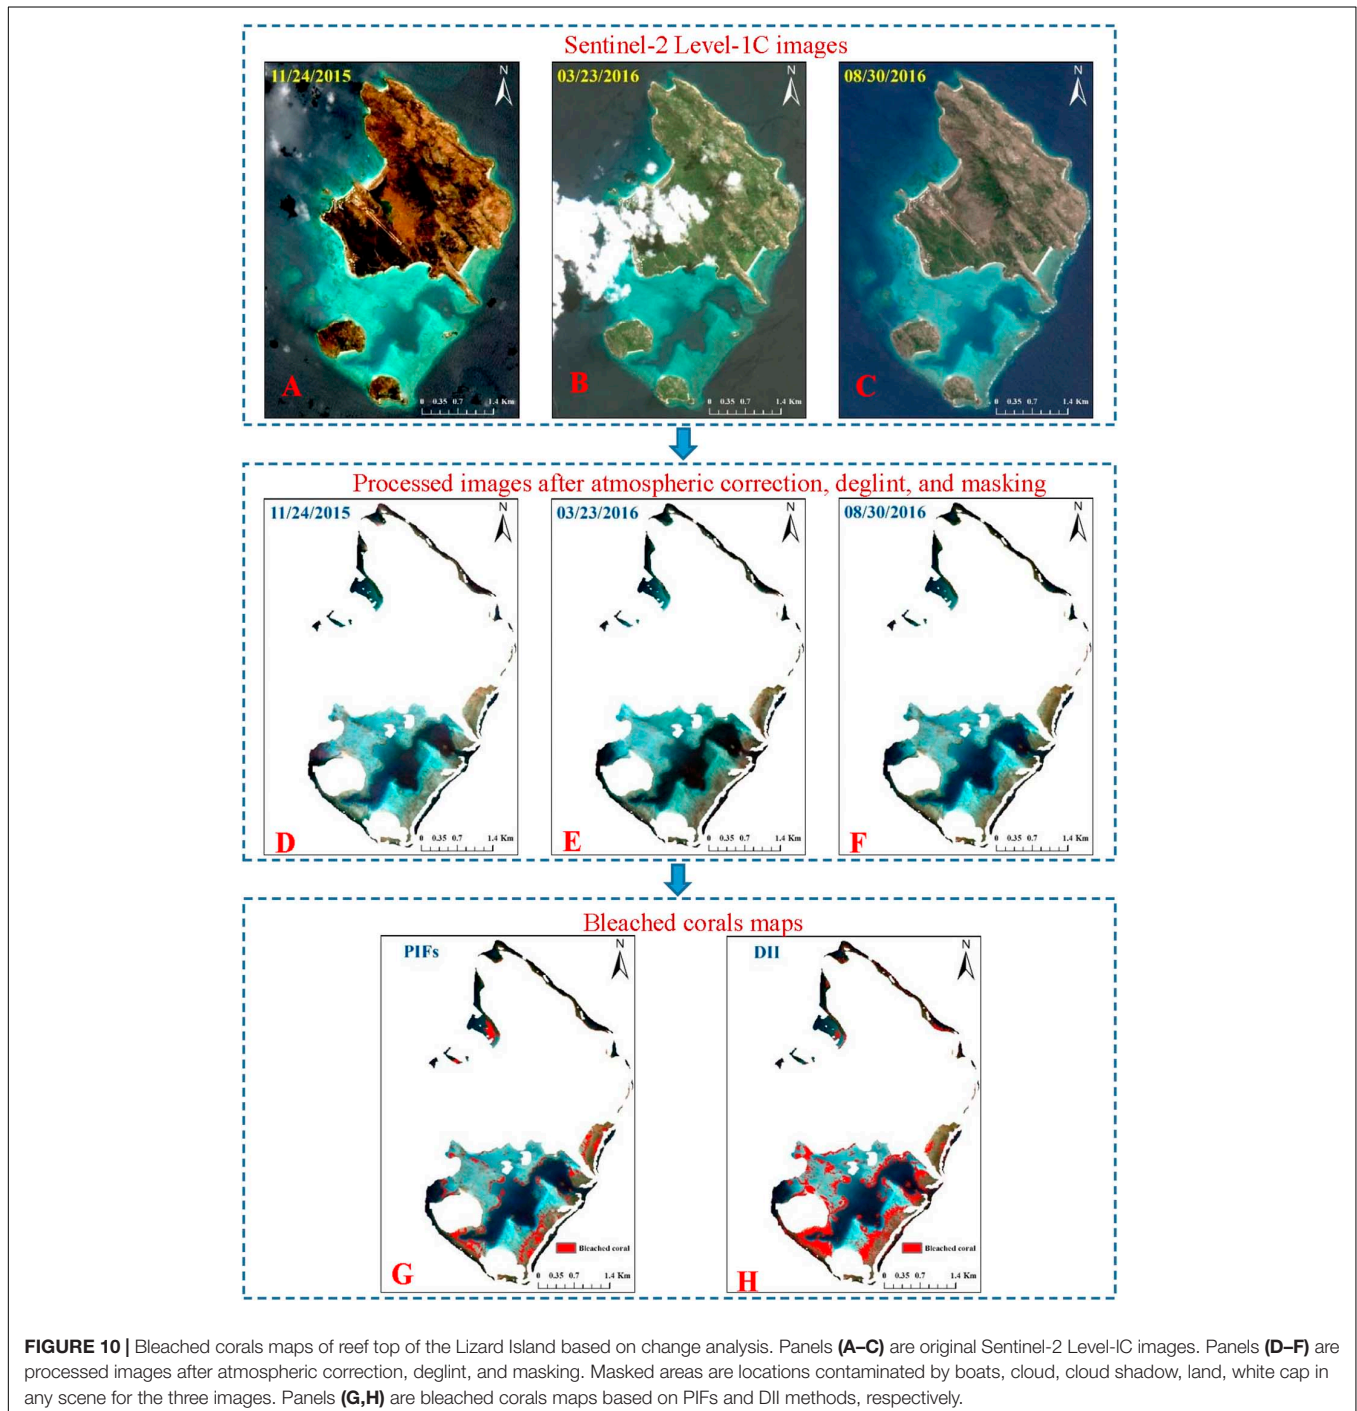 Sentinel-2 Level-1C images
11/24/2015
N
A
0 0.35 0.7 1.4 Km
03/23/2016
N
B
0 0.35 0.7 1.4 Km
08/30/2016
N
C
0 0.35 0.7 1.4 Km
Processed images after atmospheric correction, deglint, and masking
11/24/2015
N
D
0 0.35 0.7 1.4 Km
03/23/2016
N
E
0 0.35 0.7 1.4 Km
08/30/2016
N
F
0 0.35 0.7 1.4 Km
Bleached corals maps
PIFs
N
Bleached coral
G
0 0.35 0.7 1.4 Km
DII
N
Bleached coral
H
0 0.35 0.7 1.4 Km
FIGURE 10 | Bleached corals maps of reef top of the Lizard Island based on change analysis. Panels (A–C) are original Sentinel-2 Level-IC images. Panels (D–F) are
processed images after atmospheric correction, deglint, and masking. Masked areas are locations contaminated by boats, cloud, cloud shadow, land, white cap in
any scene for the three images. Panels (G,H) are bleached corals maps based on PIFs and DII methods, respectively.